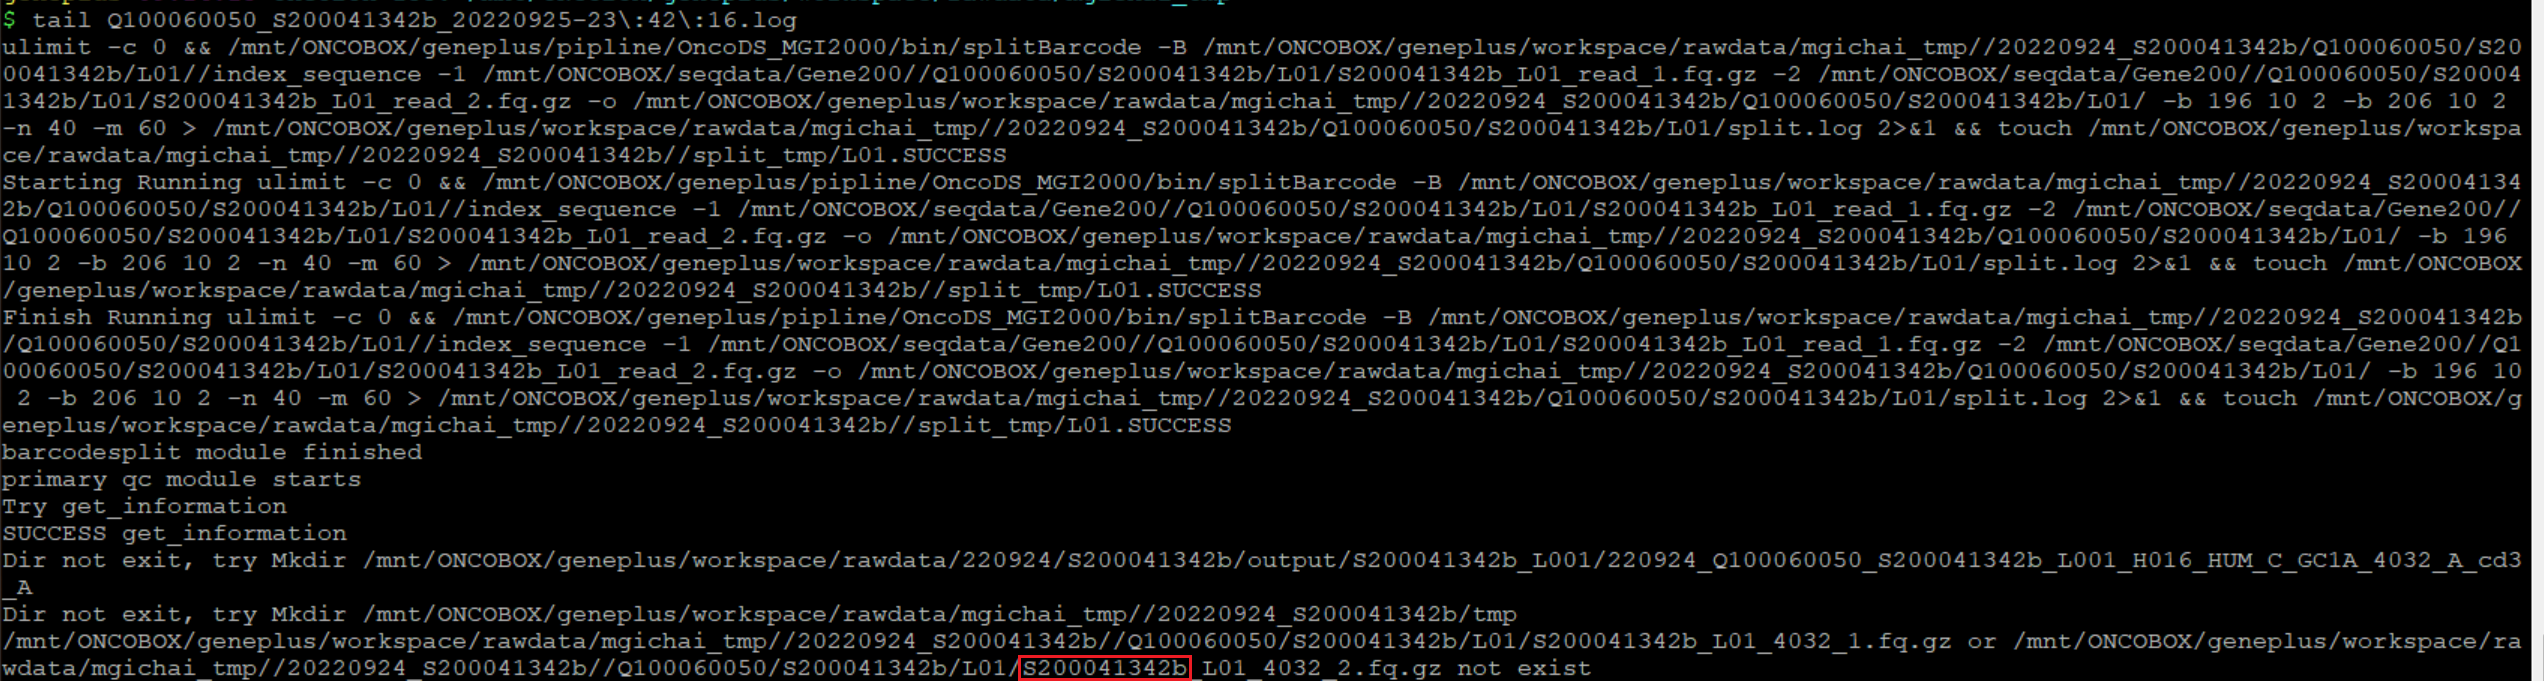 $ tail Q100060050_S200041342b_20220925-23\:42\:16.log
ulimit -c 0 && /mnt/ONCOBOX/geneplus/pipline/OncoDS_MGI2000/bin/splitBarcode -B /mnt/ONCOBOX/geneplus/workspace/rawdata/mgichai_tmp//20220924_S200041342b/Q100060050/S20
0041342b/L01//index_sequence -1 /mnt/ONCOBOX/seqdata/Gene200//Q100060050/S200041342b/L01/S200041342b_L01_read_1.fq.gz -2 /mnt/ONCOBOX/seqdata/Gene200//Q100060050/S20004
1342b/L01/S200041342b_L01_read_2.fq.gz -o /mnt/ONCOBOX/geneplus/workspace/rawdata/mgichai_tmp//20220924_S200041342b/Q100060050/S200041342b/L01/ -b 196 10 2 -b 206 10 2
-n 40 -m 60 > /mnt/ONCOBOX/geneplus/workspace/rawdata/mgichai_tmp//20220924_S200041342b/Q100060050/S200041342b/L01/split.log 2>&1 && touch /mnt/ONCOBOX/geneplus/workspa
ce/rawdata/mgichai_tmp//20220924_S200041342b//split_tmp/L01.SUCCESS
Starting Running ulimit -c 0 && /mnt/ONCOBOX/geneplus/pipline/OncoDS_MGI2000/bin/splitBarcode -B /mnt/ONCOBOX/geneplus/workspace/rawdata/mgichai_tmp//20220924_S20004134
2b/Q100060050/S200041342b/L01//index_sequence -1 /mnt/ONCOBOX/seqdata/Gene200//Q100060050/S200041342b/L01/S200041342b_L01_read_1.fq.gz -2 /mnt/ONCOBOX/seqdata/Gene200//
Q100060050/S200041342b/L01/S200041342b_L01_read_2.fq.gz -o /mnt/ONCOBOX/geneplus/workspace/rawdata/mgichai_tmp//20220924_S200041342b/Q100060050/S200041342b/L01/ -b 196
10 2 -b 206 10 2 -n 40 -m 60 > /mnt/ONCOBOX/geneplus/workspace/rawdata/mgichai_tmp//20220924_S200041342b/Q100060050/S200041342b/L01/split.log 2>&1 && touch /mnt/ONCOBOX
/geneplus/workspace/rawdata/mgichai_tmp//20220924_S200041342b//split_tmp/L01.SUCCESS
Finish Running ulimit -c 0 && /mnt/ONCOBOX/geneplus/pipline/OncoDS_MGI2000/bin/splitBarcode -B /mnt/ONCOBOX/geneplus/workspace/rawdata/mgichai_tmp//20220924_S200041342b
/Q100060050/S200041342b/L01//index_sequence -1 /mnt/ONCOBOX/seqdata/Gene200//Q100060050/S200041342b/L01/S200041342b_L01_read_1.fq.gz -2 /mnt/ONCOBOX/seqdata/Gene200//Q1
00060050/S200041342b/L01/S200041342b_L01_read_2.fq.gz -o /mnt/ONCOBOX/geneplus/workspace/rawdata/mgichai_tmp//20220924_S200041342b/Q100060050/S200041342b/L01/ -b 196 10
2 -b 206 10 2 -n 40 -m 60 > /mnt/ONCOBOX/geneplus/workspace/rawdata/mgichai_tmp//20220924_S200041342b/Q100060050/S200041342b/L01/split.log 2>&1 && touch /mnt/ONCOBOX/g
eneplus/workspace/rawdata/mgichai_tmp//20220924_S200041342b//split_tmp/L01.SUCCESS
barcodesplit module finished
primary qc module starts
Try get_information
SUCCESS get_information
Dir not exit, try Mkdir /mnt/ONCOBOX/geneplus/workspace/rawdata/220924/S200041342b/output/S200041342b_L001/220924_Q100060050_S200041342b_L001_H016_HUM_C_GC1A_4032_A_cd3
_A
Dir not exit, try Mkdir /mnt/ONCOBOX/geneplus/workspace/rawdata/mgichai_tmp//20220924_S200041342b/tmp
/mnt/ONCOBOX/geneplus/workspace/rawdata/mgichai_tmp//20220924_S200041342b//Q100060050/S200041342b/L01/S200041342b_L01_4032_1.fq.gz or /mnt/ONCOBOX/geneplus/workspace/ra
wdata/mgichai_tmp//20220924_S200041342b//Q100060050/S200041342b/L01/S200041342b_L01_4032_2.fq.gz not exist